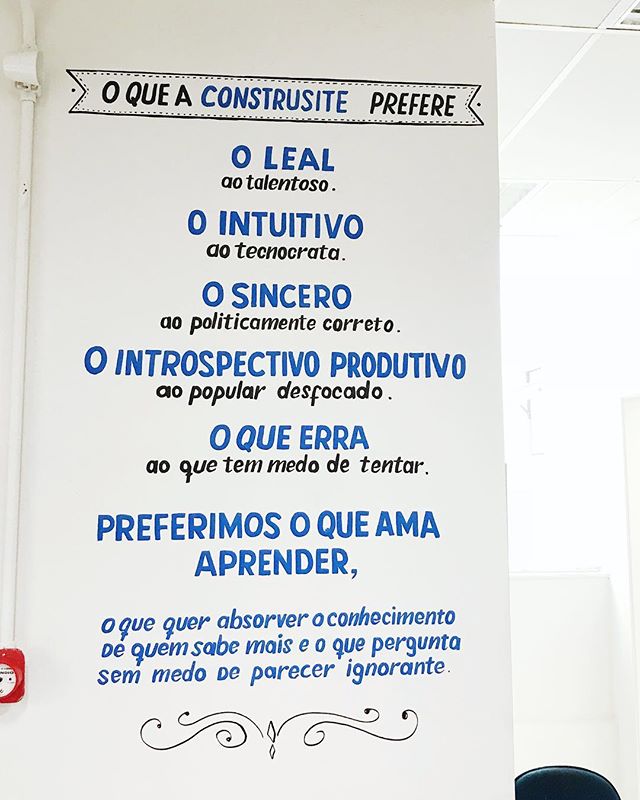 O QUE A CONSTRUSITE PREFERE
O LEAL
ao talentoso.
O INTUITIVO
ao tecnocrata.
O SINCERO
ao politicamente correto.
O INTROSPECTIVO PRODUTIVO
ao popular desfocado.
O QUE ERRA
ao que tem medo de tentar.
PREFERIMOS O QUE AMA
APRENDER,
o que quer absorver o conhecimento
de quem sabe mais e o que pergunta
sem medo de parecer ignorante.